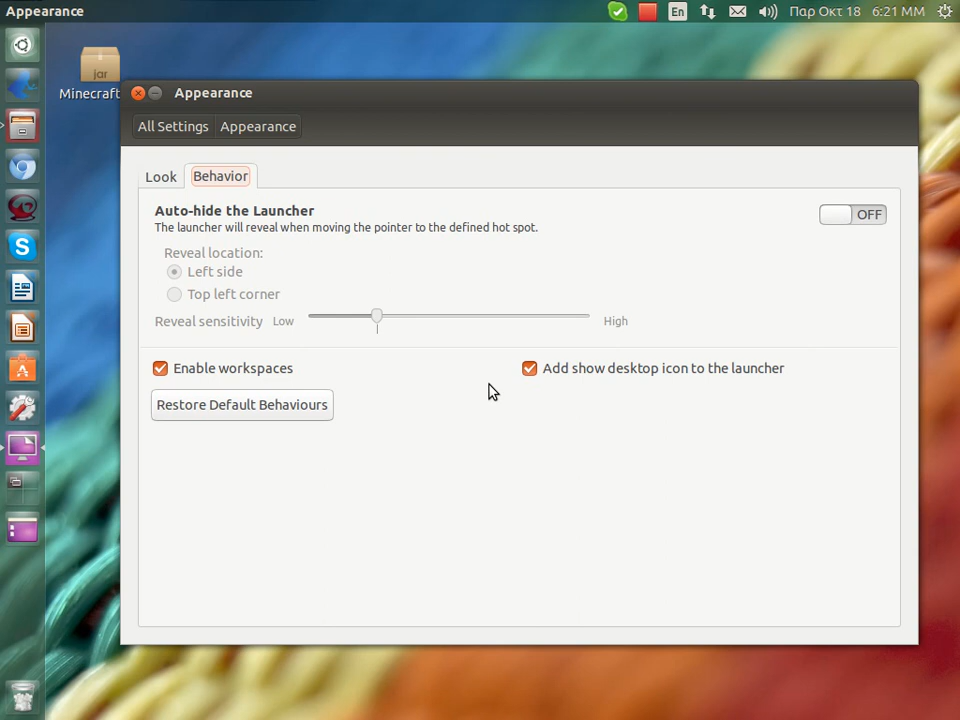 Appearance
En
Παρ Οκτ 18 6:21 ΜΜ
jar
Minecraft
Appearance
All Settings Appearance
Look Behavior
Auto-hide the Launcher
OFF
The launcher will reveal when moving the pointer to the defined hot spot.
Reveal location:
Left side
Top left corner
Reveal sensitivity Low High
Enable workspaces Add show desktop icon to the launcher
Restore Default Behaviours